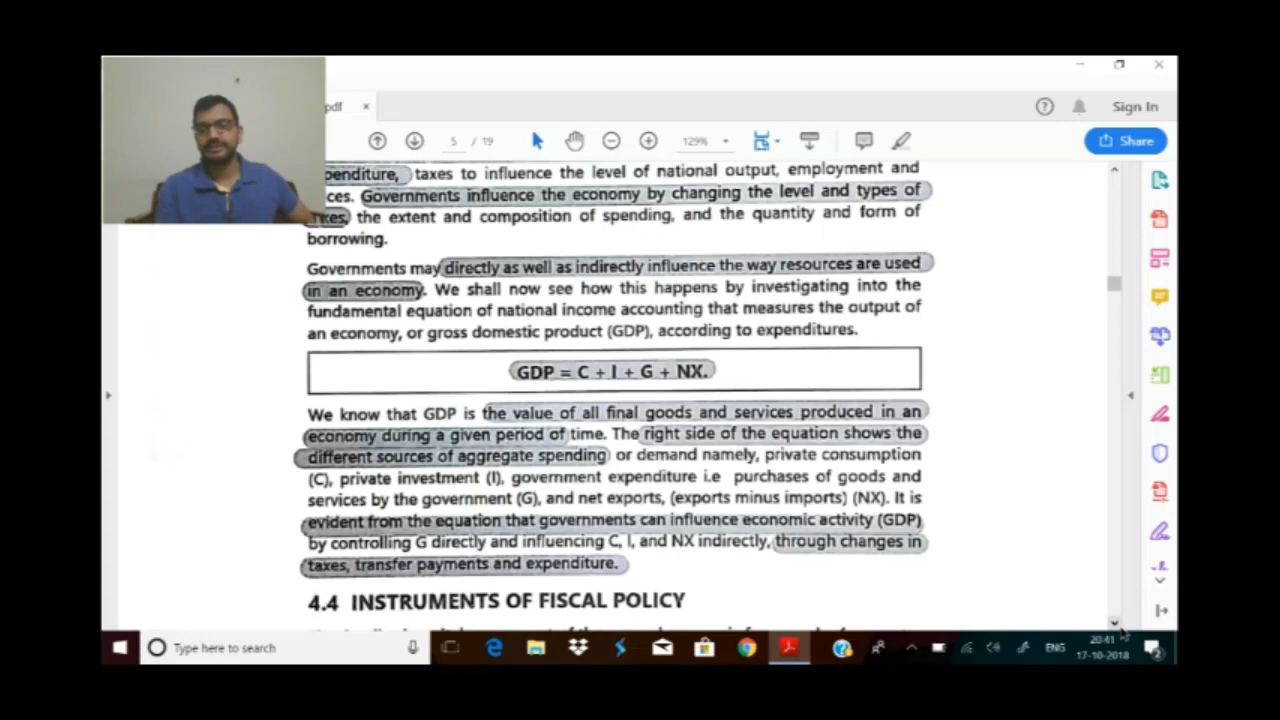 pdf
Sign In
5 / 19
129%
Share
penditure, taxes to influence the level of national output, employment and
ices. Governments influence the economy by changing the level and types of
taxes, the extent and composition of spending, and the quantity and form of
borrowing.
Governments may directly as well as indirectly influence the way resources are used
in an economy. We shall now see how this happens by investigating into the
fundamental equation of national income accounting that measures the output of
an economy, or gross domestic product (GDP), according to expenditures.
GDP = C + I + G + NX.
We know that GDP is the value of all final goods and services produced in an
economy during a given period of time. The right side of the equation shows the
different sources of aggregate spending or demand namely, private consumption
(C), private investment (I), government expenditure i.e purchases of goods and
services by the government (G), and net exports, (exports minus imports) (NX). It is
evident from the equation that governments can influence economic activity (GDP)
by controlling G directly and influencing C, I, and NX indirectly, through changes in
taxes, transfer payments and expenditure.
4.4 INSTRUMENTS OF FISCAL POLICY
Type here to search
ENG
20:41
17-10-2018